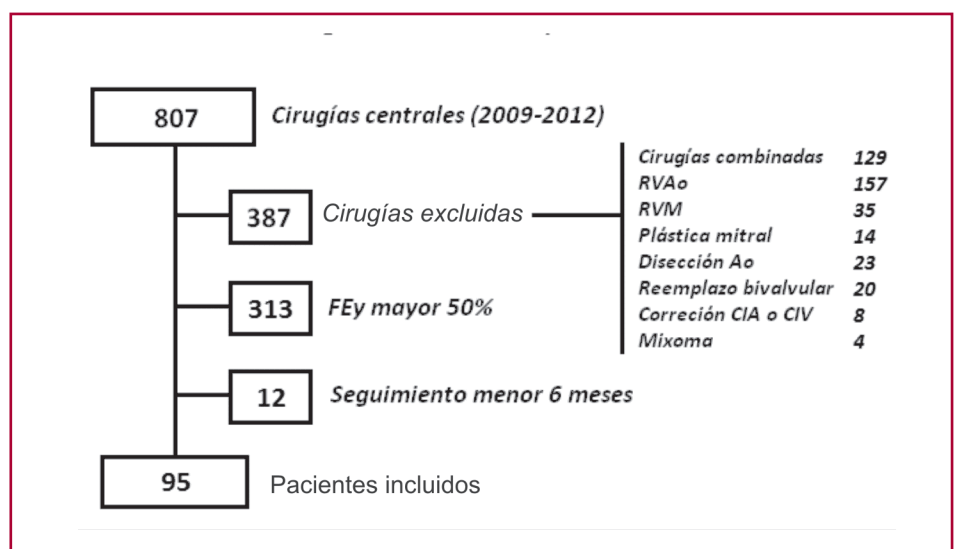 807 Cirugías centrales (2009-2012)
387 Cirugías excluidas
Cirugías combinadas 129
RVAo 157
RVM 35
Plástica mitral 14
Disección Ao 23
Reemplazo bivalvular 20
Correción CIA o CIV 8
Mixoma 4
313 FEy mayor 50%
12 Seguimiento menor 6 meses
95 Pacientes incluidos